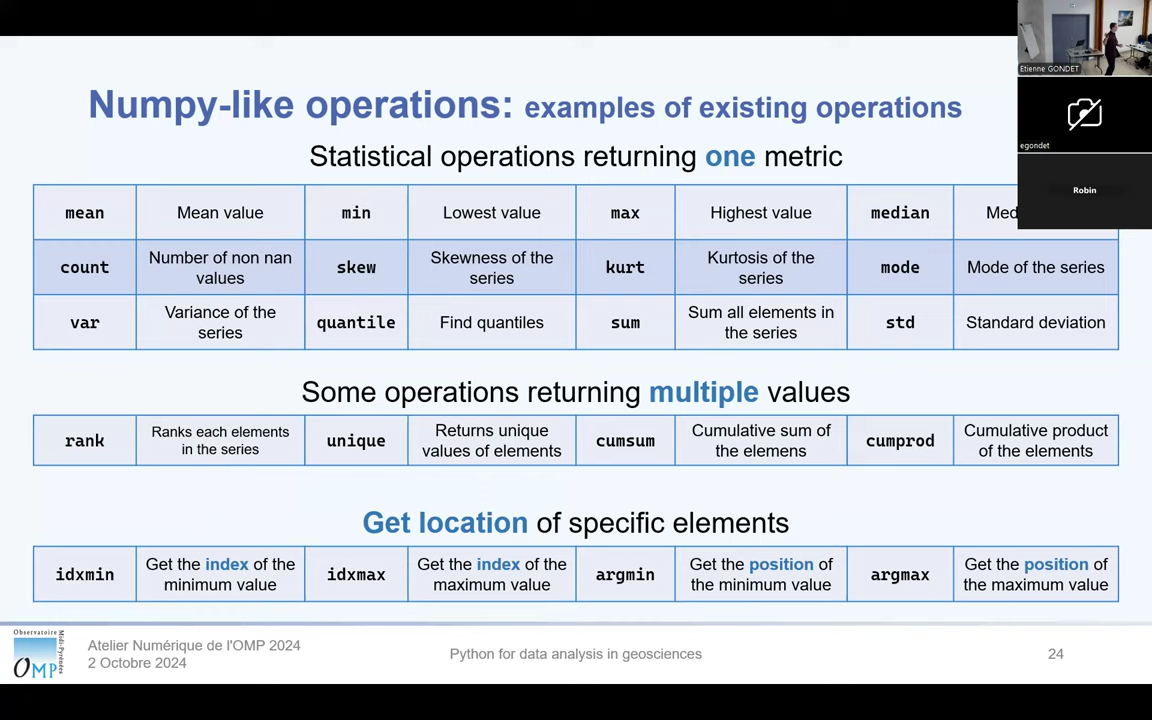 Numpy-like operations: examples of existing operations
Statistical operations returning one metric
mean Mean value min Lowest value max Highest value median
count Number of non nan values skew Skewness of the series kurt Kurtosis of the series mode Mode of the series
var Variance of the series quantile Find quantiles sum Sum all elements in the series std Standard deviation
Some operations returning multiple values
rank Ranks each elements in the series unique Returns unique values of elements cumsum Cumulative sum of the elemens cumprod Cumulative product of the elements
Get location of specific elements
idxmin Get the index of the minimum value idxmax Get the index of the maximum value argmin Get the position of the minimum value argmax Get the position of the maximum value
Observatoire Midi-Pyrénées
OMP
Atelier Numérique de l'OMP 2024
2 Octobre 2024
Python for data analysis in geosciences
24
Etienne GONDET
egondet
Robin